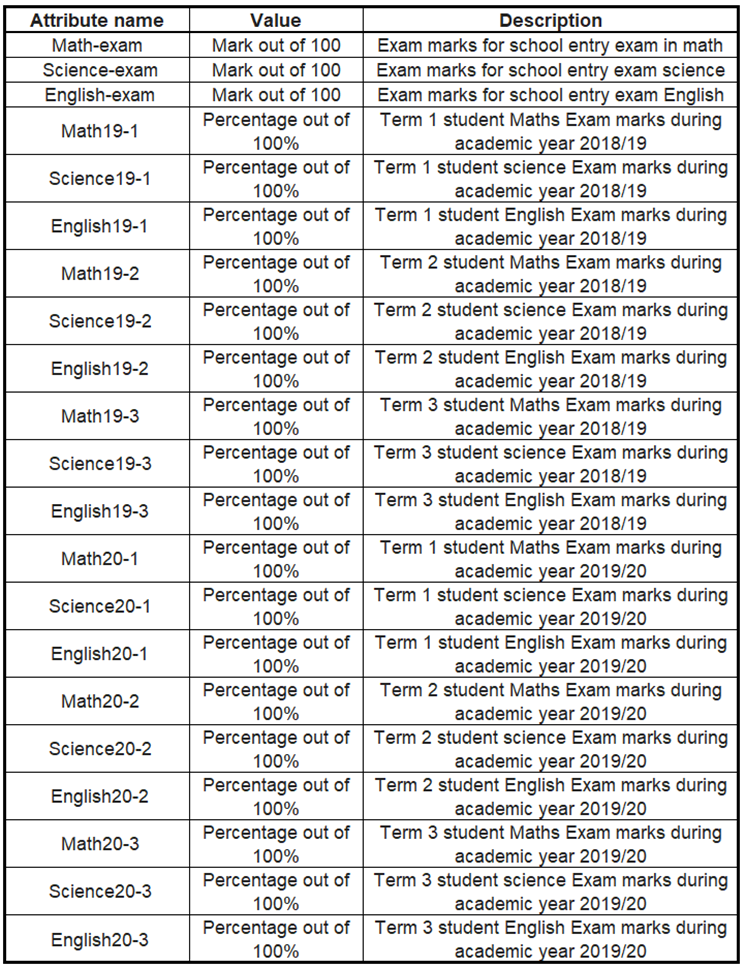 Attribute name Value Description
Math-exam Mark out of 100 Exam marks for school entry exam in math
Science-exam Mark out of 100 Exam marks for school entry exam science
English-exam Mark out of 100 Exam marks for school entry exam English
Math19-1 Percentage out of 100% Term 1 student Maths Exam marks during academic year 2018/19
Science19-1 Percentage out of 100% Term 1 student science Exam marks during academic year 2018/19
English19-1 Percentage out of 100% Term 1 student English Exam marks during academic year 2018/19
Math19-2 Percentage out of 100% Term 2 student Maths Exam marks during academic year 2018/19
Science19-2 Percentage out of 100% Term 2 student science Exam marks during academic year 2018/19
English19-2 Percentage out of 100% Term 2 student English Exam marks during academic year 2018/19
Math19-3 Percentage out of 100% Term 3 student Maths Exam marks during academic year 2018/19
Science19-3 Percentage out of 100% Term 3 student science Exam marks during academic year 2018/19
English19-3 Percentage out of 100% Term 3 student English Exam marks during academic year 2018/19
Math20-1 Percentage out of 100% Term 1 student Maths Exam marks during academic year 2019/20
Science20-1 Percentage out of 100% Term 1 student science Exam marks during academic year 2019/20
English20-1 Percentage out of 100% Term 1 student English Exam marks during academic year 2019/20
Math20-2 Percentage out of 100% Term 2 student Maths Exam marks during academic year 2019/20
Science20-2 Percentage out of 100% Term 2 student science Exam marks during academic year 2019/20
English20-2 Percentage out of 100% Term 2 student English Exam marks during academic year 2019/20
Math20-3 Percentage out of 100% Term 3 student Maths Exam marks during academic year 2019/20
Science20-3 Percentage out of 100% Term 3 student science Exam marks during academic year 2019/20
English20-3 Percentage out of 100% Term 3 student English Exam marks during academic year 2019/20